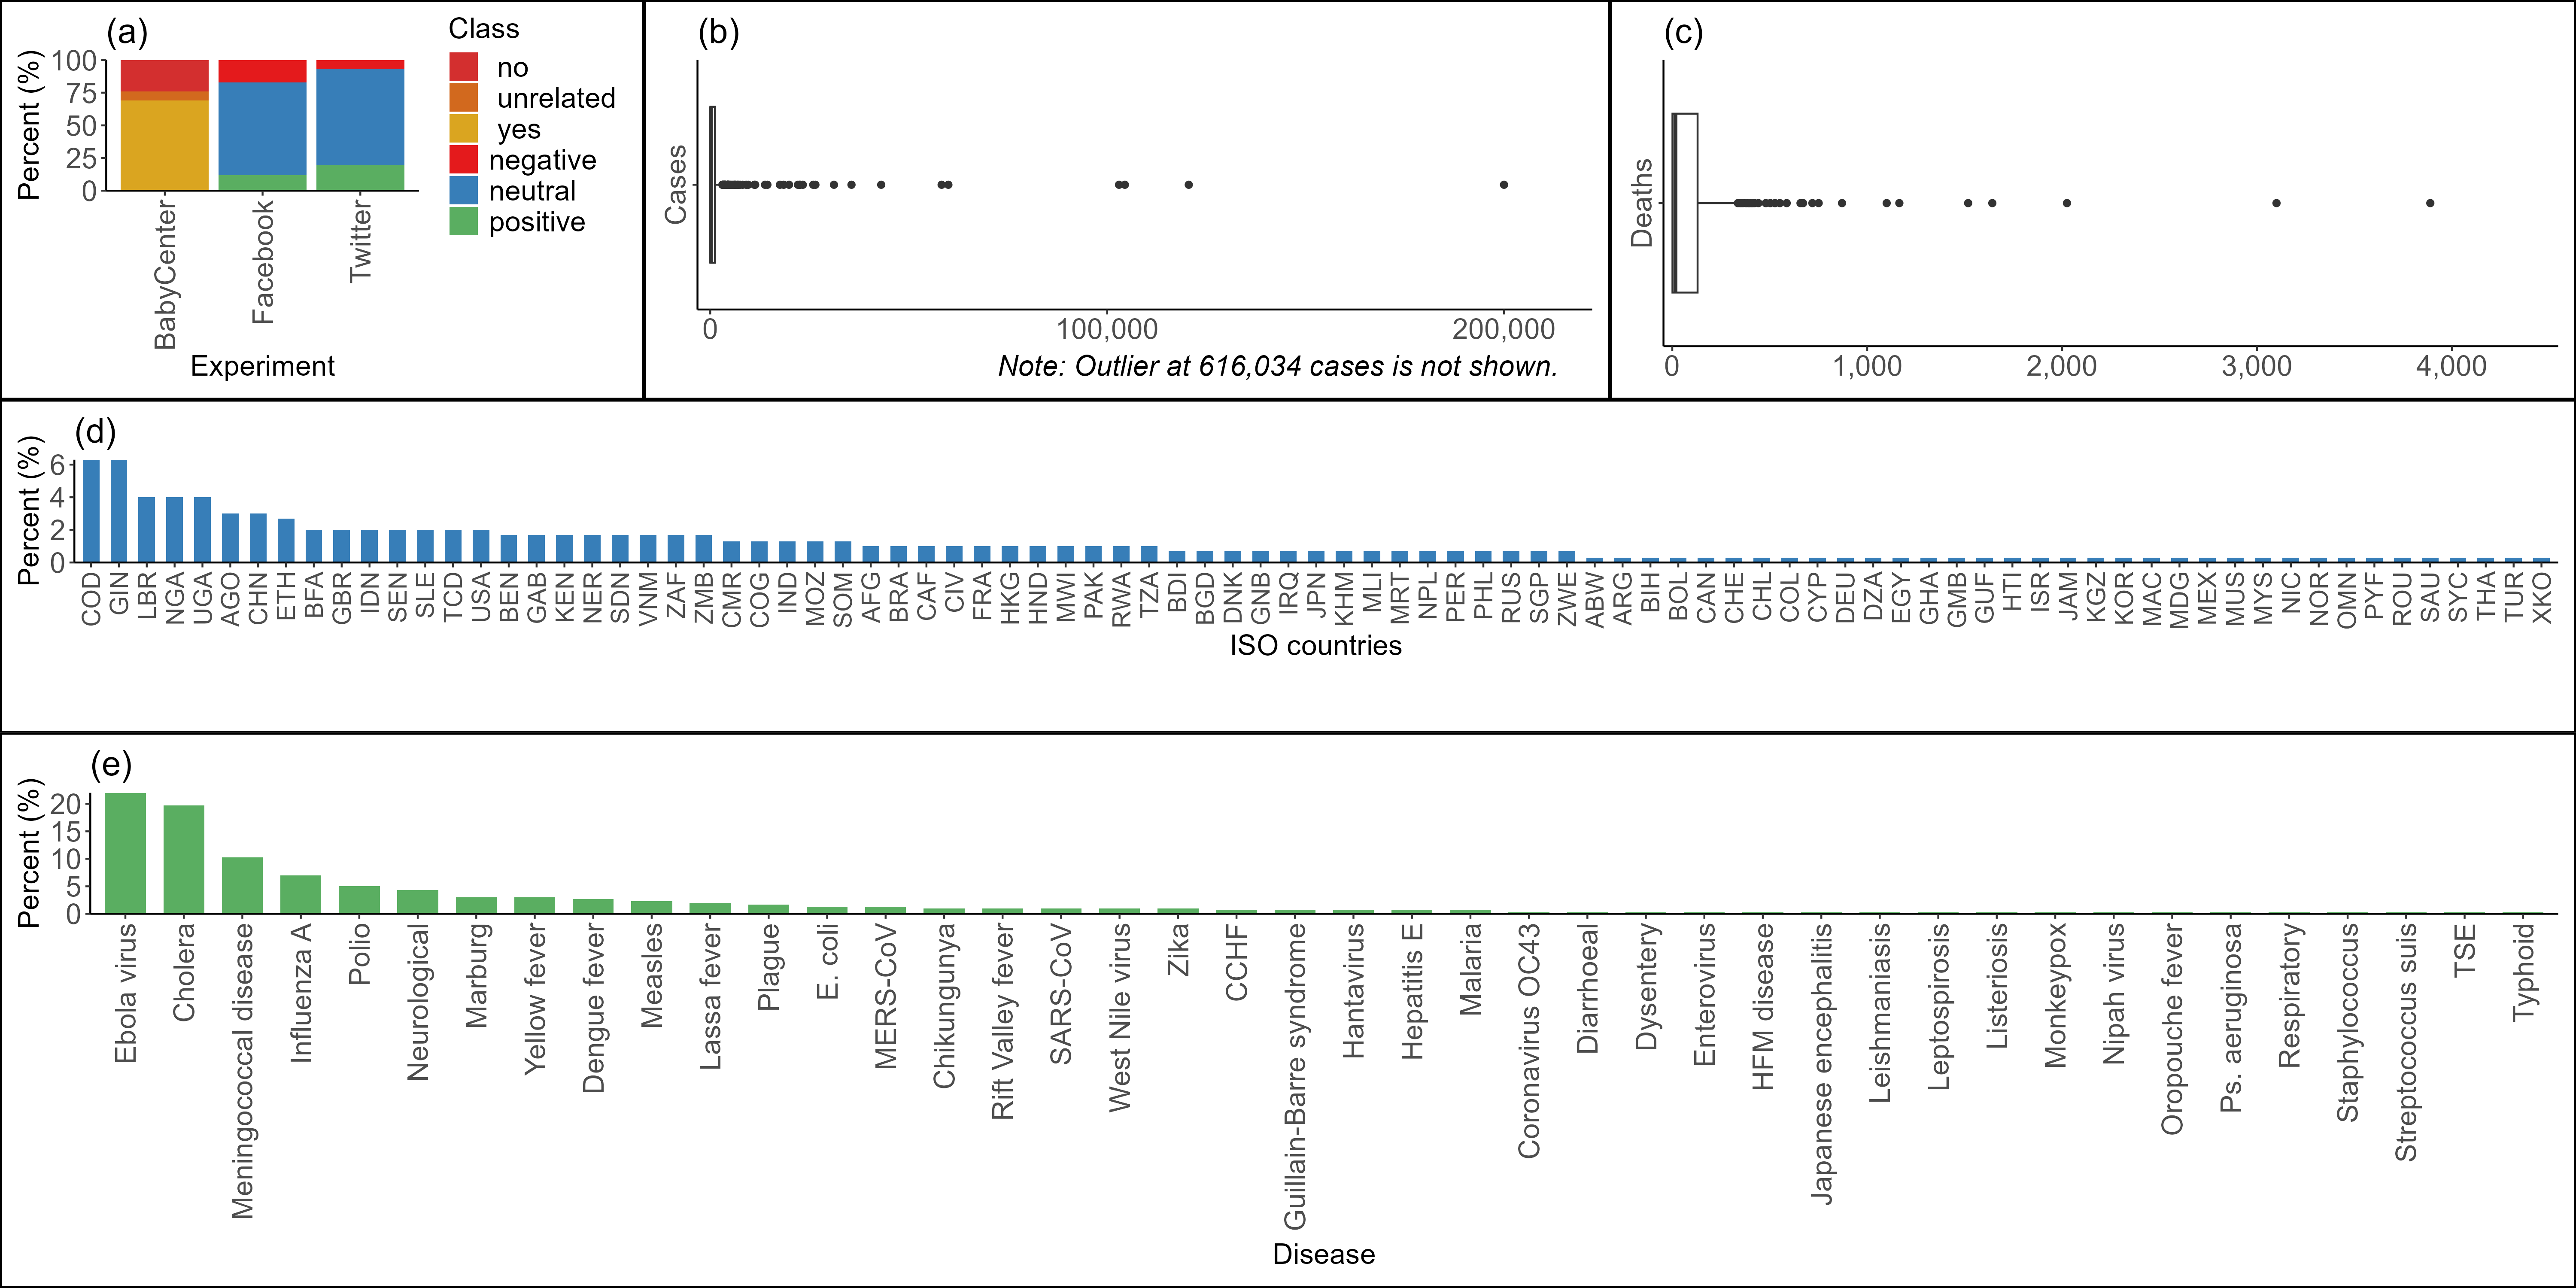 (a)
Percent (%)
100
75
50
25
0
BabyCenter
Facebook
Twitter
Experiment
Class
no
unrelated
yes
negative
neutral
positive
(b)
Cases
0 100,000 200,000
Note: Outlier at 616,034 cases is not shown.
(c)
Deaths
0 1,000 2,000 3,000 4,000
(d)
Percent (%)
6
4
2
0
COD GIN LBR NGA UGA AGO CHN ETH BFA GBR IDN SEN SLE TCD USA BEN GAB KEN NER SDN VNM ZAF ZMB CMR COG IND MOZ SOM AFG BRA CAF CIV FRA HKG HND MWI PAK RWA TZA BDI BGD DNK GNB IRQ JPN KHM MLI MRT NPL PER PHL RUS SGP ZWE ABW ARG BIH BOL CAN CHE CHL COL CYP DEU DZA EGY GHA GMB GUF HTI ISR JAM KGZ KOR MAC MDG MEX MUS MYS NIC NOR OMN PYF ROU SAU SYC THA TUR XKO
ISO countries
(e)
Percent (%)
20
15
10
5
0
Ebola virus
Cholera
Meningococcal disease
Influenza A
Polio
Neurological
Marburg
Yellow fever
Dengue fever
Measles
Lassa fever
Plague
E. coli
MERS-CoV
Chikungunya
Rift Valley fever
SARS-CoV
West Nile virus
Zika
CCHF
Guillain-Barre syndrome
Hantavirus
Hepatitis E
Malaria
Coronavirus OC43
Diarrhoeal
Dysentery
Enterovirus
HFM disease
Japanese encephalitis
Leishmaniasis
Leptospirosis
Listeriosis
Monkeypox
Nipah virus
Oropouche fever
Ps. aeruginosa
Respiratory
Staphylococcus
Streptococcus suis
TSE
Typhoid
Disease